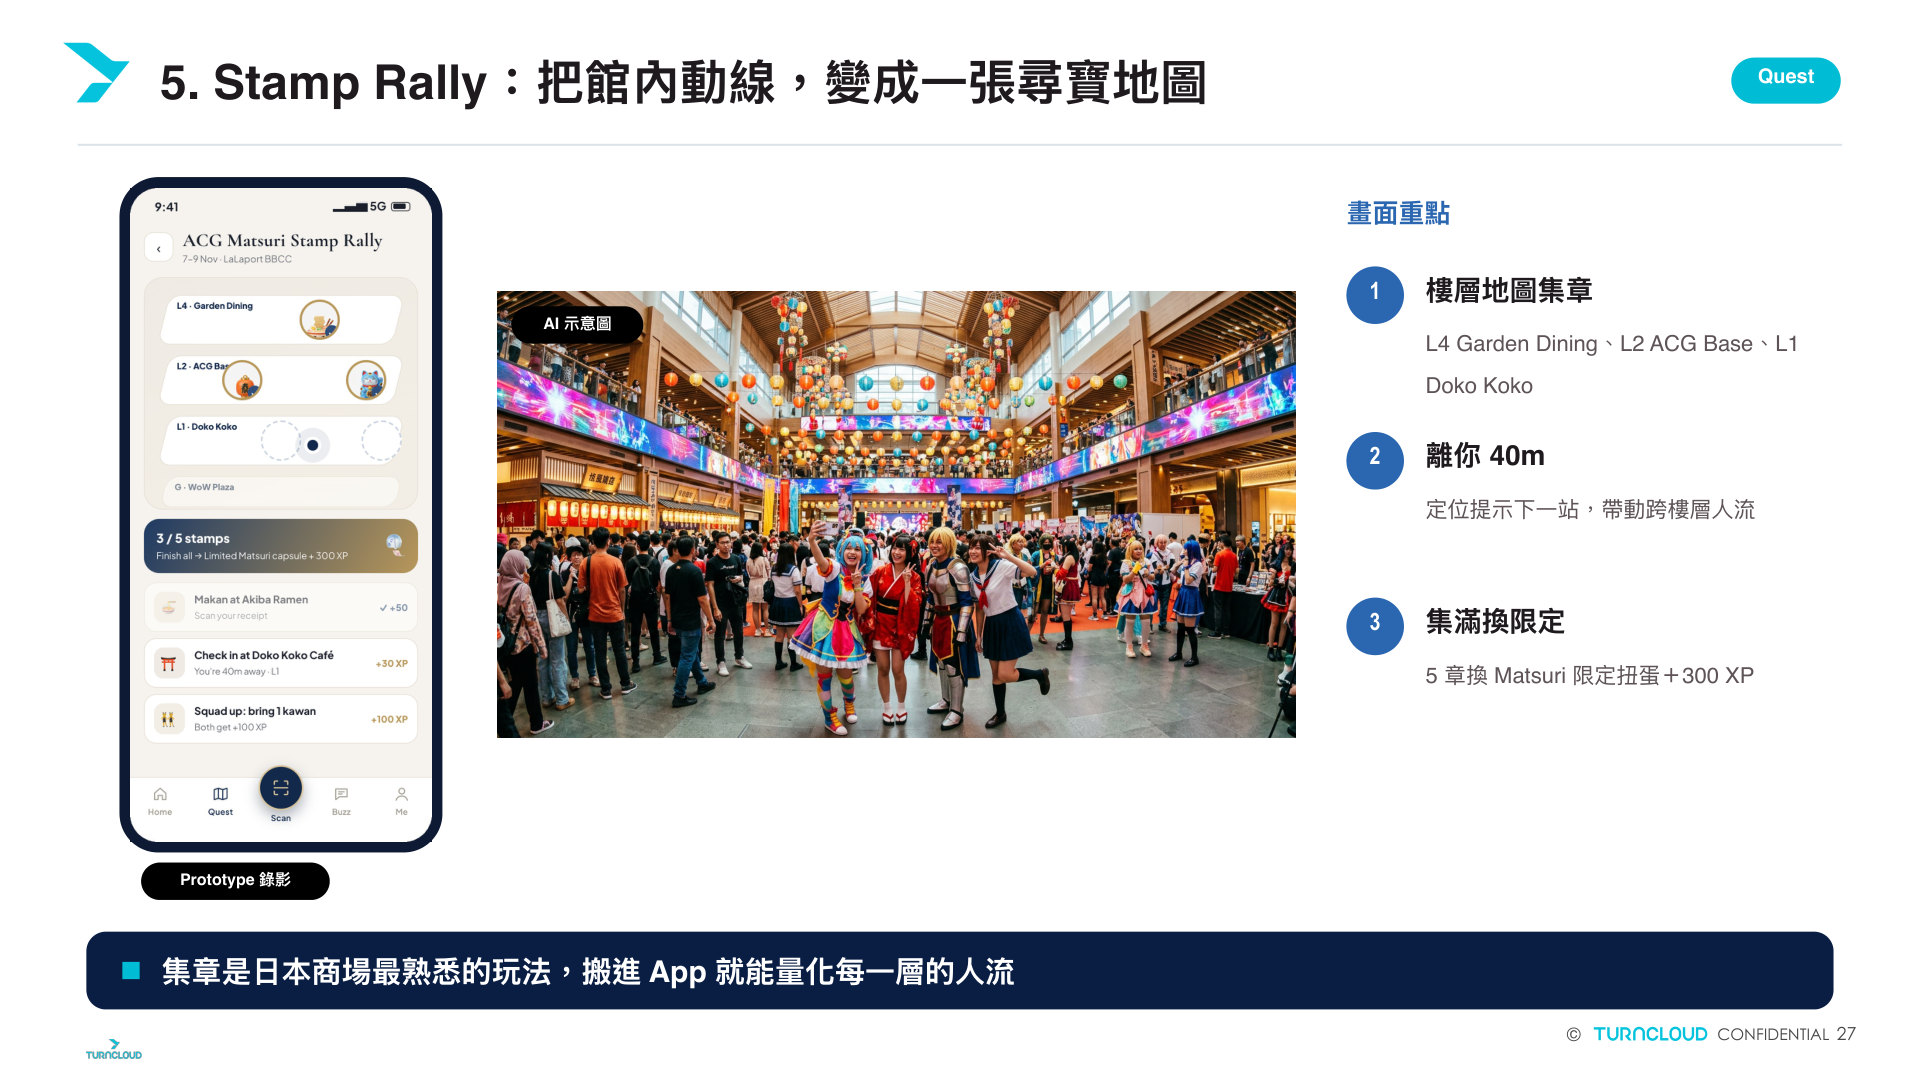 5. Stamp Rally：把館內動線，變成一張尋寶地圖
Quest
9:41
5G
ACG Matsuri Stamp Rally
7–9 Nov · LaLaport BBCC
L4 · Garden Dining
L2 · ACG Bas
L1 · Doko Koko
G · WoW Plaza
3 / 5 stamps
Finish all → Limited Matsuri capsule + 300 XP
Makan at Akiba Ramen
Scan your receipt
✓ +50
Check in at Doko Koko Café
You're 40m away · L1
+30 XP
Squad up: bring 1 kawan
Both get +100 XP
+100 XP
Home
Quest
Scan
Buzz
Me
Prototype 錄影
AI 示意圖
畫面重點
1
樓層地圖集章
L4 Garden Dining、L2 ACG Base、L1
Doko Koko
2
離你 40m
定位提示下一站，帶動跨樓層人流
3
集滿換限定
5 章換 Matsuri 限定扭蛋＋300 XP
集章是日本商場最熟悉的玩法，搬進 App 就能量化每一層的人流
TURNCLOUD
© TURNCLOUD CONFIDENTIAL 27